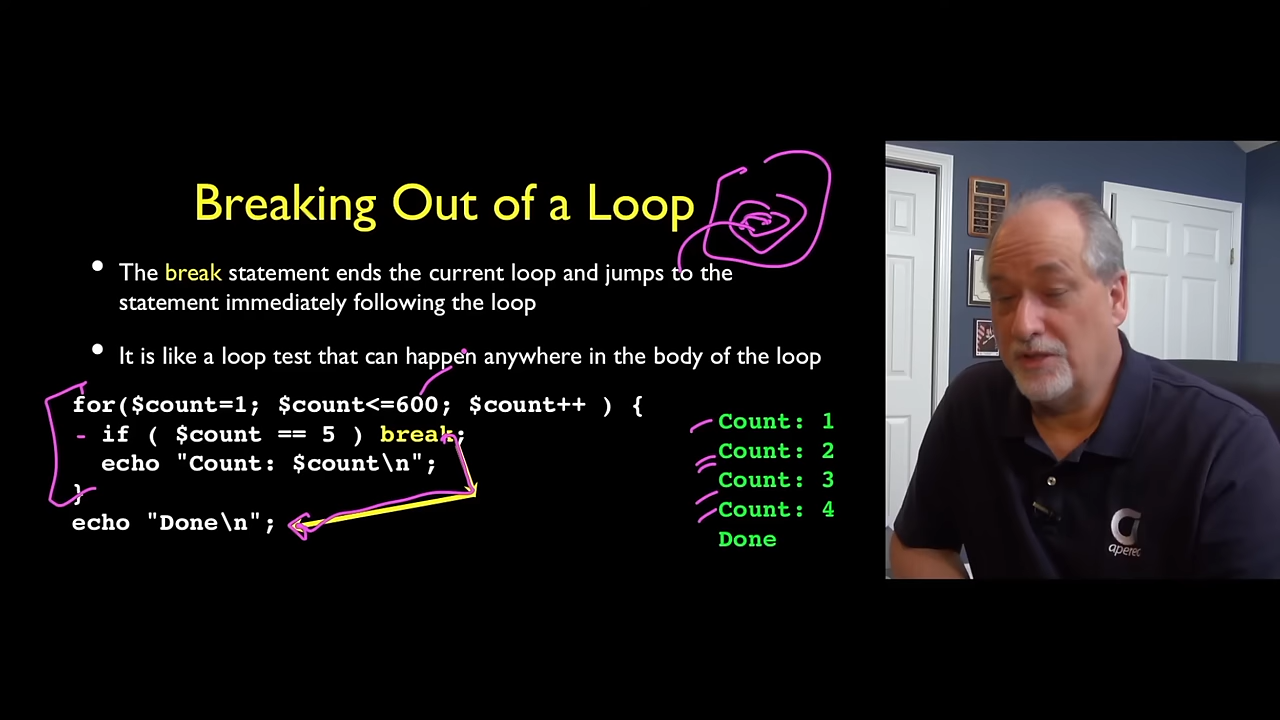 Breaking Out of a Loop
• The break statement ends the current loop and jumps to the
statement immediately following the loop
• It is like a loop test that can happen anywhere in the body of the loop
for($count=1; $count<=600; $count++ ) {
if ( $count == 5 ) break;
echo "Count: $count\n";
}
echo "Done\n";
Count: 1
Count: 2
Count: 3
Count: 4
Done
apereo